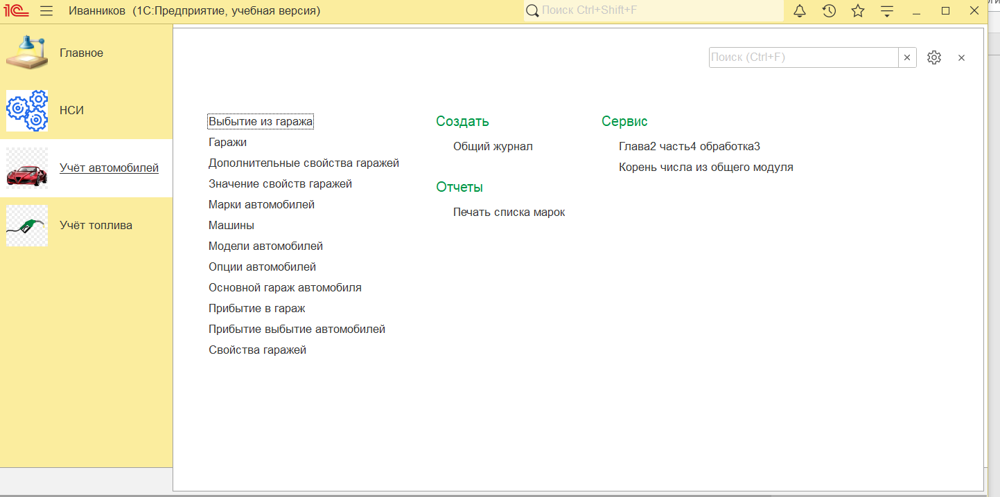 1С Иванников (1С:Предприятие, учебная версия) Поиск Ctrl+Shift+F
Главное
НСИ
Учёт автомобилей
Учёт топлива
Поиск (Ctrl+F)
Выбытие из гаража
Гаражи
Дополнительные свойства гаражей
Значение свойств гаражей
Марки автомобилей
Машины
Модели автомобилей
Опции автомобилей
Основной гараж автомобиля
Прибытие в гараж
Прибытие выбытие автомобилей
Свойства гаражей
Создать
Общий журнал
Отчеты
Печать списка марок
Сервис
Глава2 часть4 обработка3
Корень числа из общего модуля